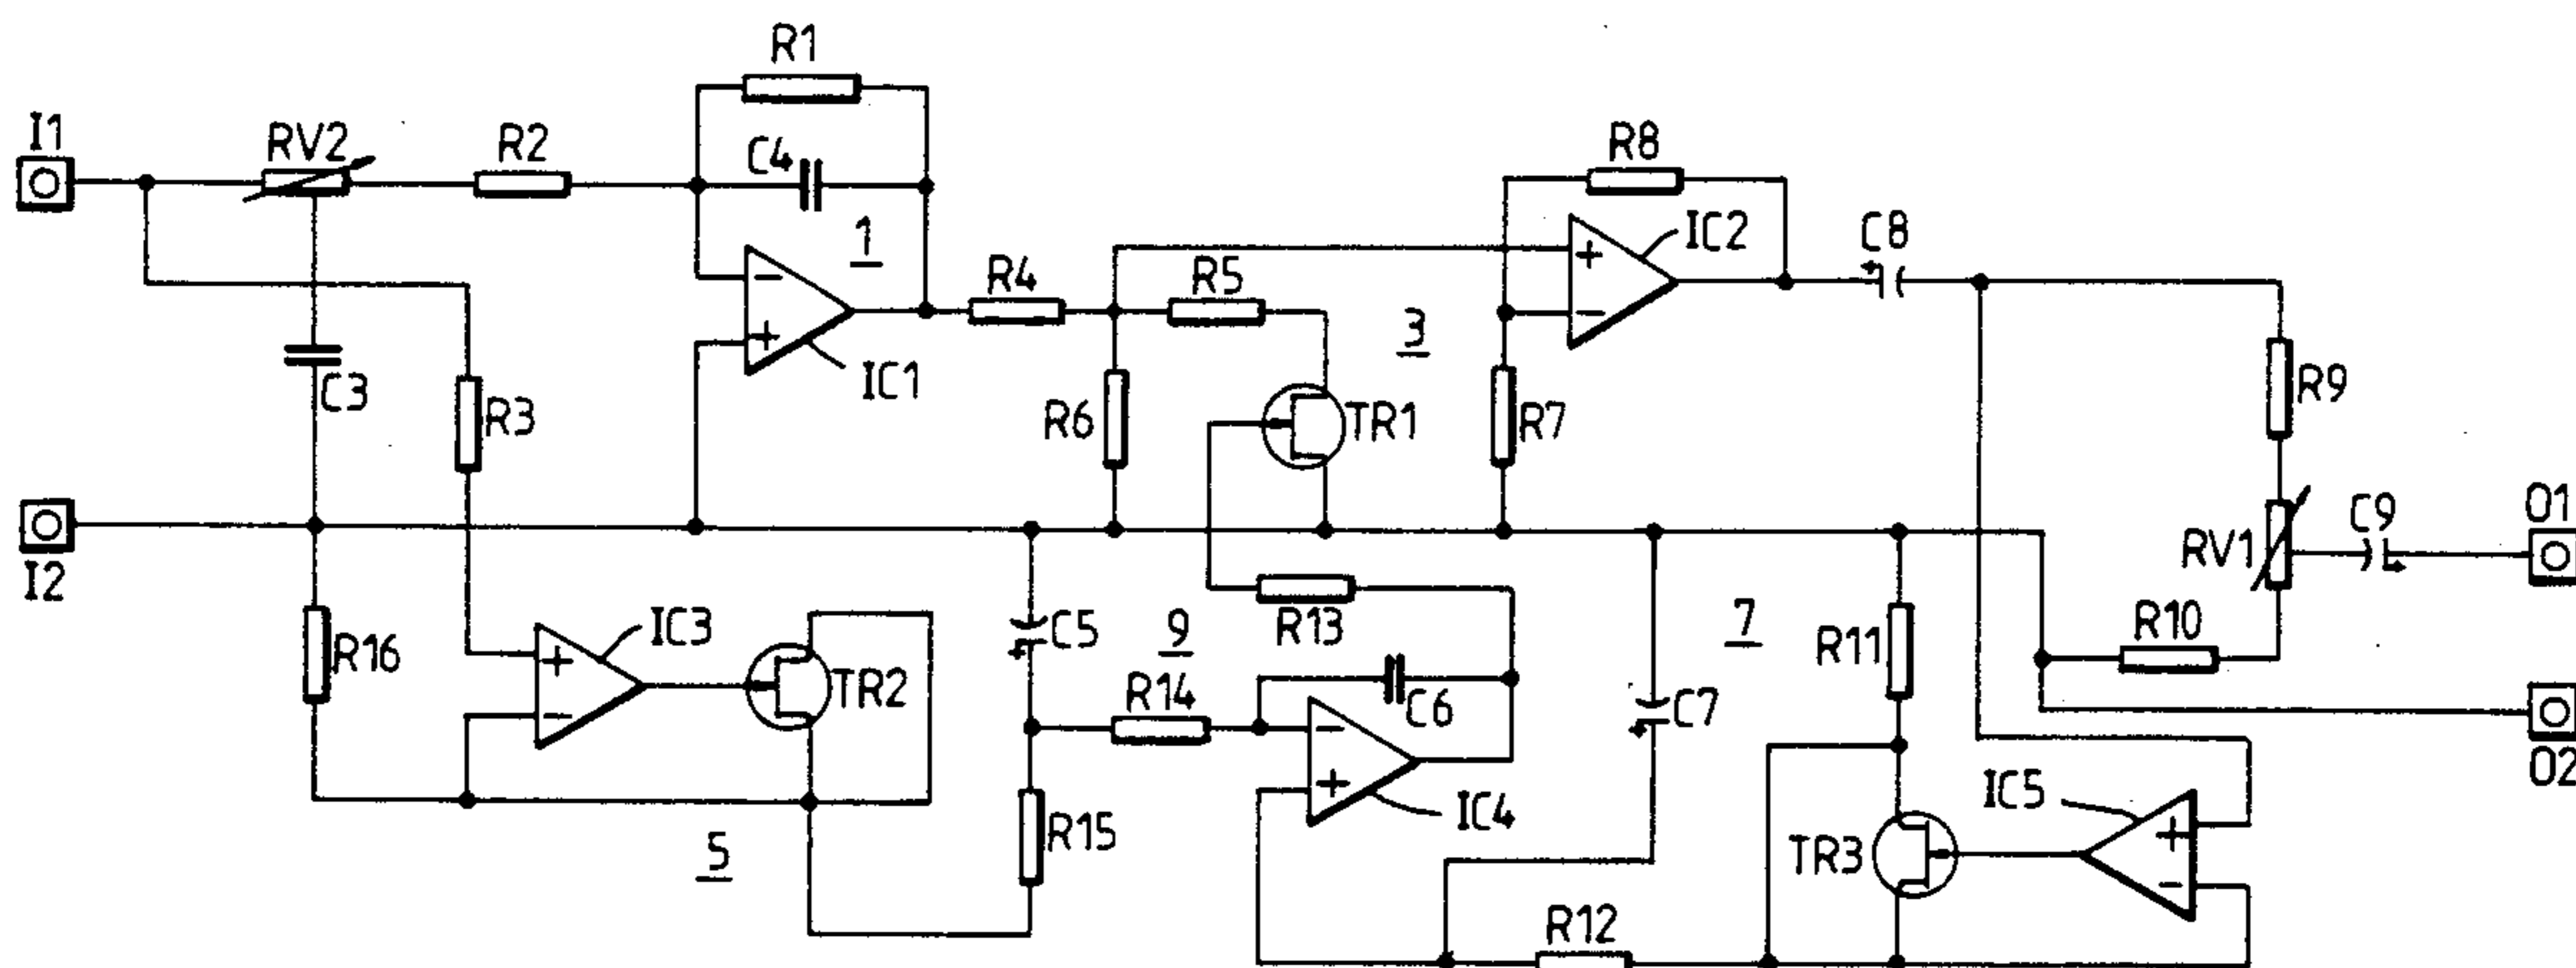 R1
I1
RV2
R2
C4
R8
1
IC2
C8
R4
R5
3
IC1
C3
R3
R6
TR1
R7
R9
I2
O1
C9
RV1
R16
IC3
TR2
C5
9
R13
7
R11
R10
R14
C6
C7
O2
5
R15
IC4
IC5
TR3
R12